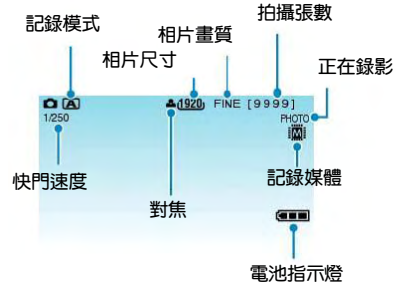 拍攝張數
記錄模式
相片畫質
相片尺寸
正在錄影
A 1920 FINE [9999]
1/250
PHOTO
M
快門速度
對焦
記錄媒體
電池指示燈